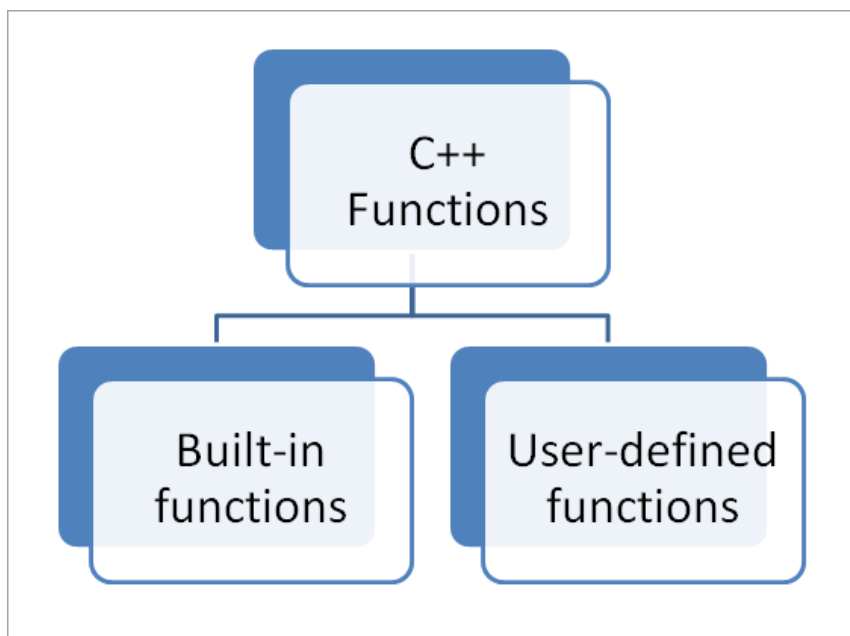 C++
Functions
Built-in
functions
User-defined
functions